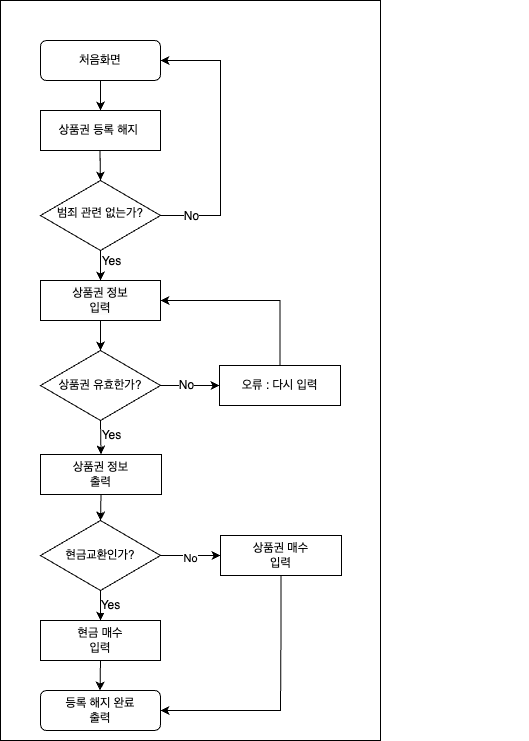 처음화면
상품권 등록 해지
범죄 관련 없는가?
No
Yes
상품권 정보
입력
상품권 유효한가?
No
오류 : 다시 입력
Yes
상품권 정보
출력
현금교환인가?
No
상품권 매수
입력
Yes
현금 매수
입력
등록 해지 완료
출력